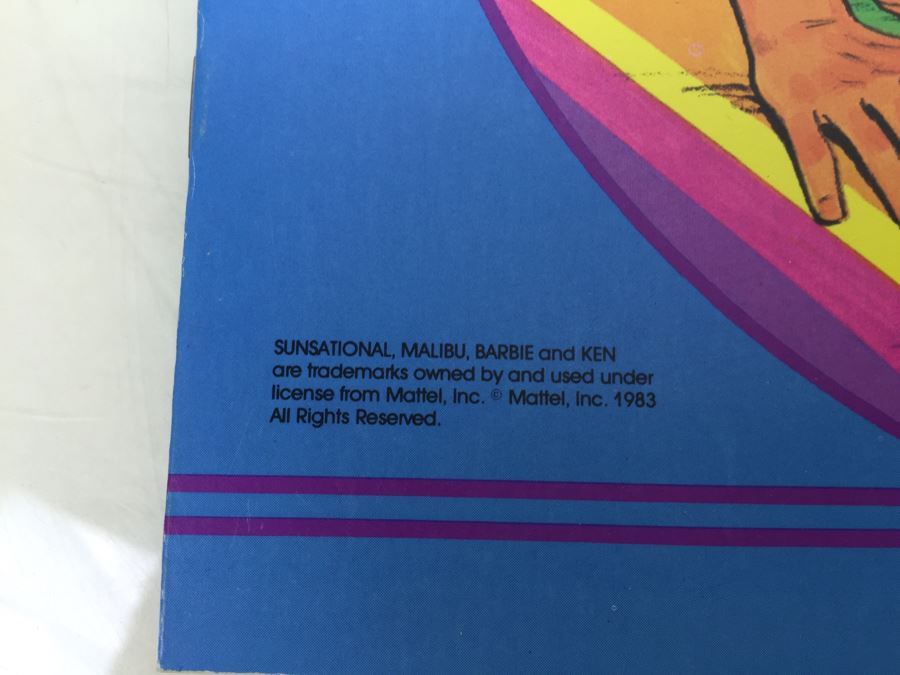 SUNSATIONAL, MALIBU, BARBIE and KEN
are trademarks owned by and used under
license from Mattel, Inc. © Mattel, Inc. 1983
All Rights Reserved.